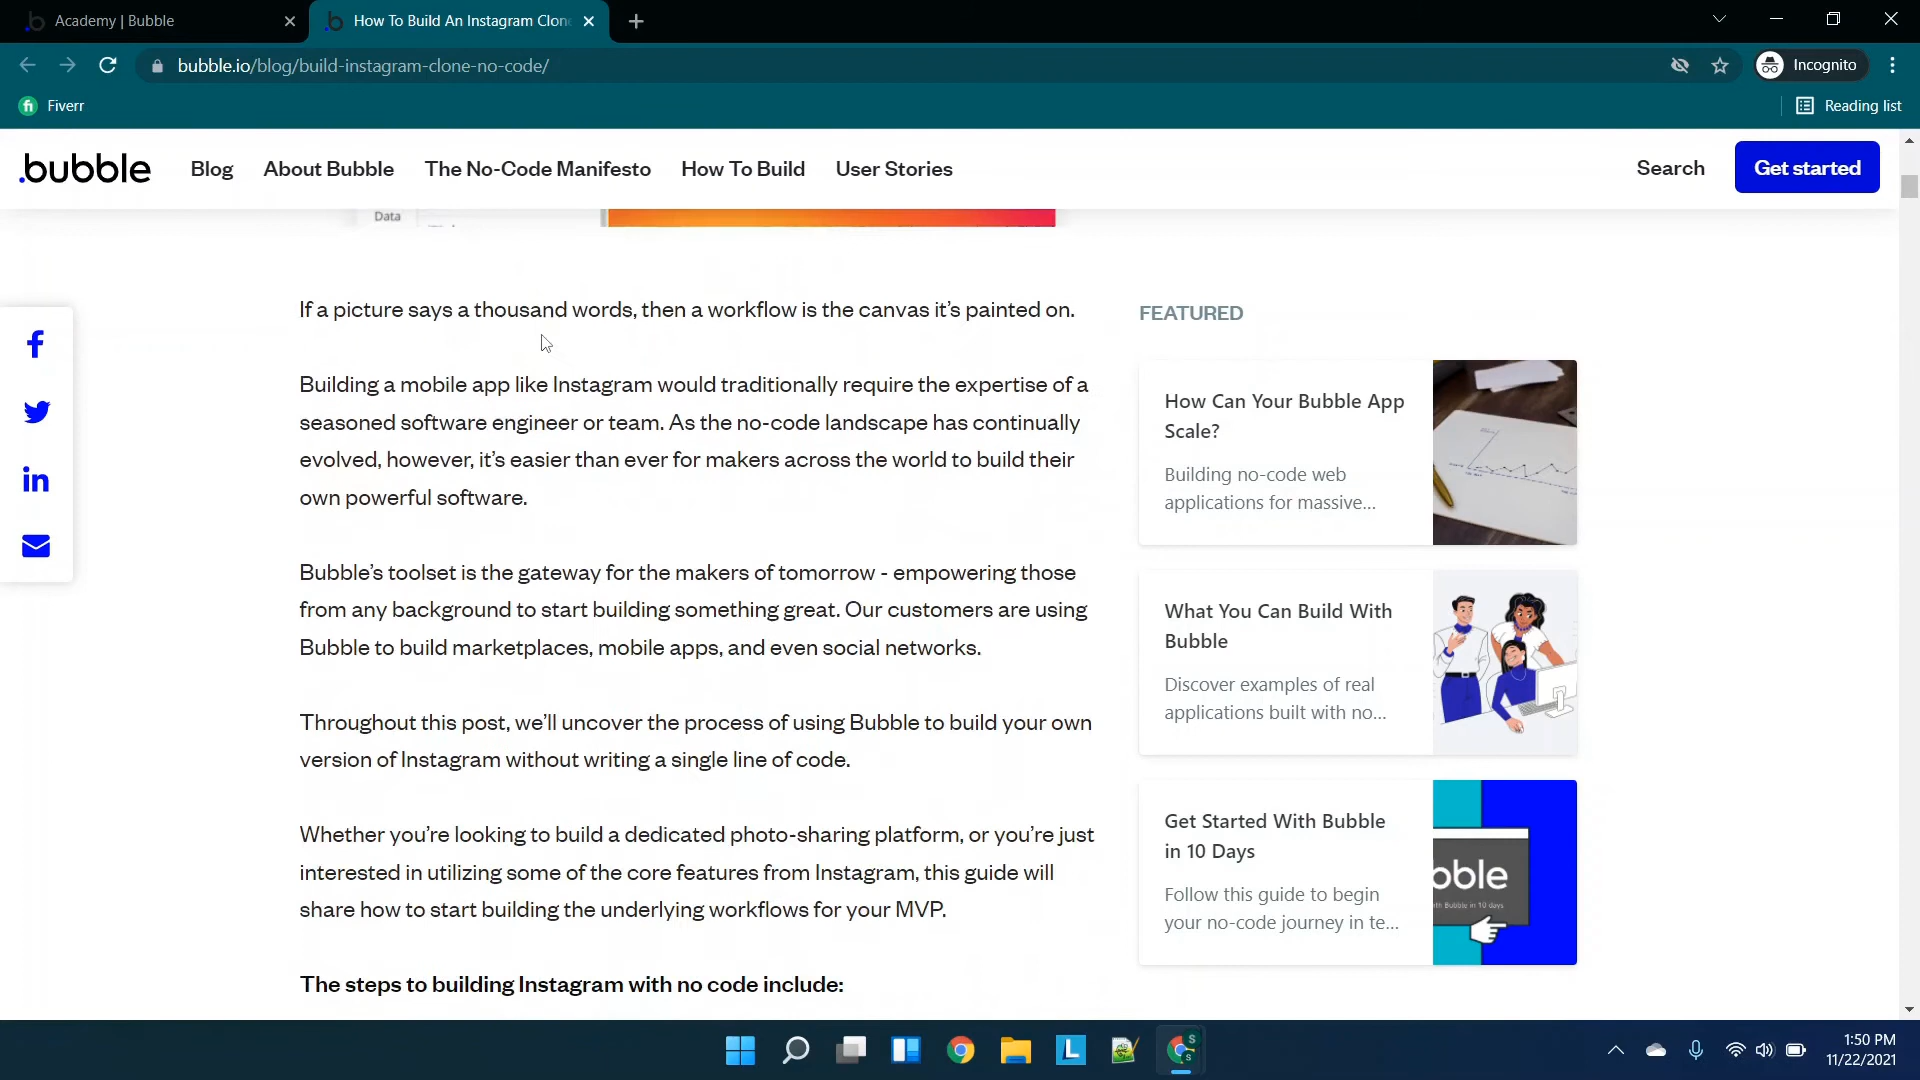 Academy | Bubble
How To Build An Instagram Clon
bubble.io/blog/build-instagram-clone-no-code/
Incognito
Fiverr
Reading list
.bubble
Blog
About Bubble
The No-Code Manifesto
How To Build
User Stories
Search
Get started
Data
If a picture says a thousand words, then a workflow is the canvas it’s painted on.
Building a mobile app like Instagram would traditionally require the expertise of a
seasoned software engineer or team. As the no-code landscape has continually
evolved, however, it’s easier than ever for makers across the world to build their
own powerful software.
Bubble’s toolset is the gateway for the makers of tomorrow - empowering those
from any background to start building something great. Our customers are using
Bubble to build marketplaces, mobile apps, and even social networks.
Throughout this post, we’ll uncover the process of using Bubble to build your own
version of Instagram without writing a single line of code.
Whether you’re looking to build a dedicated photo-sharing platform, or you’re just
interested in utilizing some of the core features from Instagram, this guide will
share how to start building the underlying workflows for your MVP.
The steps to building Instagram with no code include:
FEATURED
How Can Your Bubble App
Scale?
Building no-code web
applications for massive...
What You Can Build With
Bubble
Discover examples of real
applications built with no...
Get Started With Bubble
in 10 Days
Follow this guide to begin
your no-code journey in te...
bble
with Bubble in 10 days
1:50 PM
11/22/2021